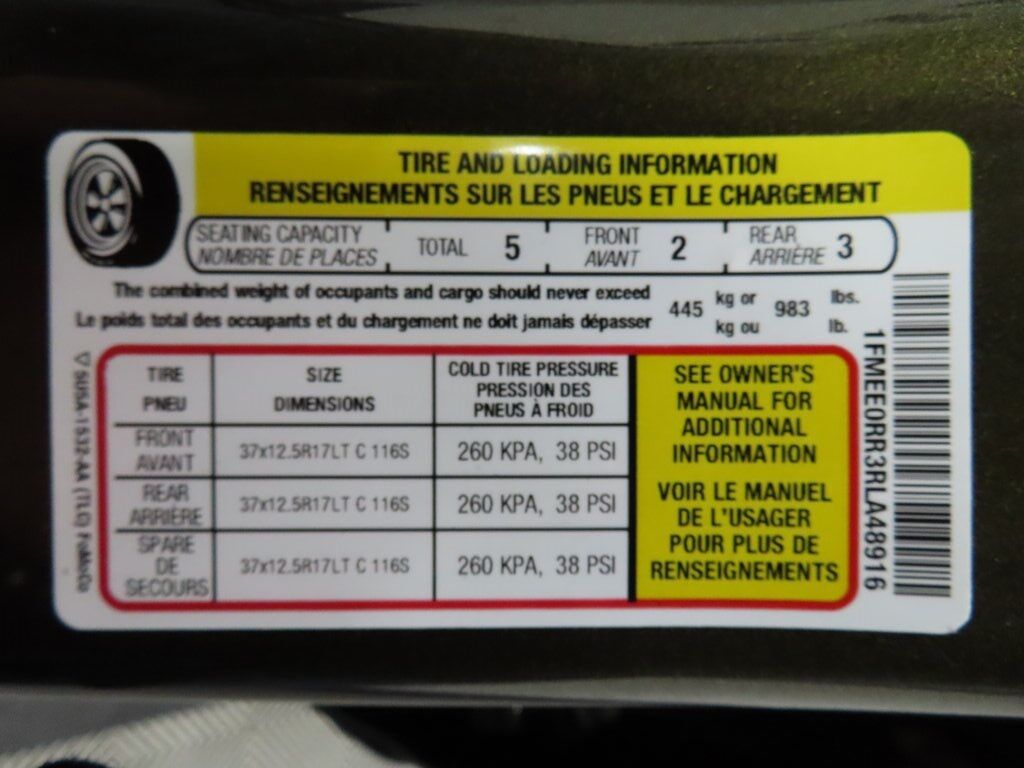 TIRE AND LOADING INFORMATION
RENSEIGNEMENTS SUR LES PNEUS ET LE CHARGEMENT
SEATING CAPACITY TOTAL 5 FRONT 2 REAR 3
NOMBRE DE PLACES AVANT ARRIÈRE
The combined weight of occupants and cargo should never exceed 445 kg or 983 lbs.
Le poids total des occupants et du chargement ne doit jamais dépasser kg ou lb.
TIRE SIZE COLD TIRE PRESSURE
PNEU DIMENSIONS PRESSION DES
PNEUS À FROID
FRONT
AVANT 37x12.5R17LT C 116S 260 KPA, 38 PSI
REAR
ARRIÈRE 37x12.5R17LT C 116S 260 KPA, 38 PSI
SPARE
DE
SECOURS 37x12.5R17LT C 116S 260 KPA, 38 PSI
SEE OWNER'S
MANUAL FOR
ADDITIONAL
INFORMATION
VOIR LE MANUEL
DE L'USAGER
POUR PLUS DE
RENSEIGNEMENTS
1FMEE0RR3RLA48916
5USA-1532-AA (TLC) FoMoCo